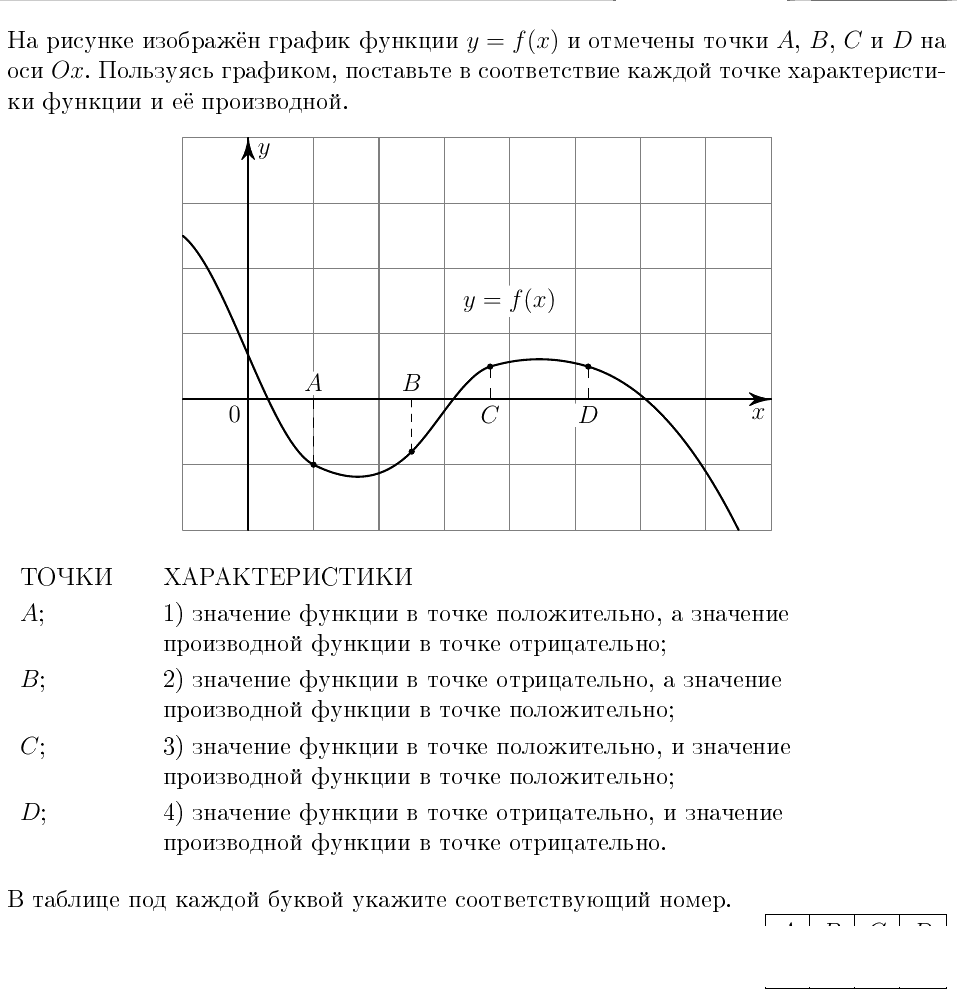 На рисунке изображён график функции y = f(x) и отмечены точки A, B, C и D на
оси Ox. Пользуясь графиком, поставьте в соответствие каждой точке характеристи-
ки функции и её производной.
y
y = f(x)
A B
0 C D x
ТОЧКИ ХАРАКТЕРИСТИКИ
A; 1) значение функции в точке положительно, а значение
производной функции в точке отрицательно;
B; 2) значение функции в точке отрицательно, а значение
производной функции в точке положительно;
C; 3) значение функции в точке положительно, и значение
производной функции в точке положительно;
D; 4) значение функции в точке отрицательно, и значение
производной функции в точке отрицательно.
В таблице под каждой буквой укажите соответствующий номер.